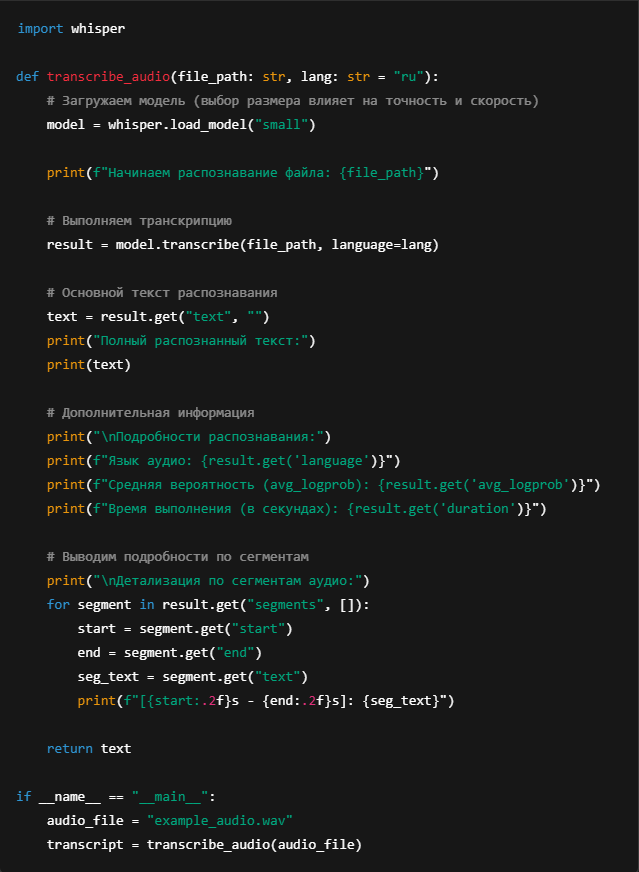 import whisper

def transcribe_audio(file_path: str, lang: str = "ru"):
    # Загружаем модель (выбор размера влияет на точность и скорость)
    model = whisper.load_model("small")

    print(f"Начинаем распознавание файла: {file_path}")

    # Выполняем транскрипцию
    result = model.transcribe(file_path, language=lang)

    # Основной текст распознавания
    text = result.get("text", "")
    print("Полный распознанный текст:")
    print(text)

    # Дополнительная информация
    print("\nПодробности распознавания:")
    print(f"Язык аудио: {result.get('language')}")
    print(f"Средняя вероятность (avg_logprob): {result.get('avg_logprob')}")
    print(f"Время выполнения (в секундах): {result.get('duration')}")

    # Выводим подробности по сегментам
    print("\nДетализация по сегментам аудио:")
    for segment in result.get("segments", []):
        start = segment.get("start")
        end = segment.get("end")
        seg_text = segment.get("text")
        print(f"[{start:.2f}s - {end:.2f}s]: {seg_text}")

    return text

if __name__ == "__main__":
    audio_file = "example_audio.wav"
    transcript = transcribe_audio(audio_file)